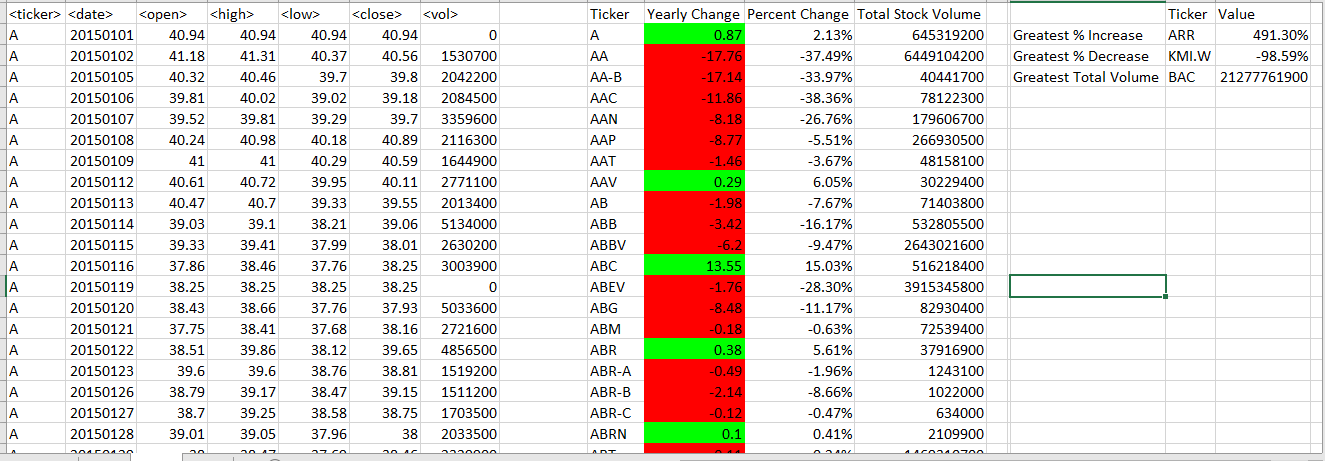 <ticker> <date> <open> <high> <low> <close> <vol> Ticker Yearly Change Percent Change Total Stock Volume Ticker Value
A 20150101 40.94 40.94 40.94 40.94 0 A 0.87 2.13% 645319200 Greatest % Increase ARR 491.30%
A 20150102 41.18 41.31 40.37 40.56 1530700 AA -17.76 -37.49% 6449104200 Greatest % Decrease KMI.W -98.59%
A 20150105 40.32 40.46 39.7 39.8 2042200 AA-B -17.14 -33.97% 40441700 Greatest Total Volume BAC 21277761900
A 20150106 39.81 40.02 39.02 39.18 2084500 AAC -11.86 -38.36% 78122300
A 20150107 39.52 39.81 39.29 39.7 3359600 AAN -8.18 -26.76% 179606700
A 20150108 40.24 40.98 40.18 40.89 2116300 AAP -8.77 -5.51% 266930500
A 20150109 41 41 40.29 40.59 1644900 AAT -1.46 -3.67% 48158100
A 20150112 40.61 40.72 39.95 40.11 2771100 AAV 0.29 6.05% 30229400
A 20150113 40.47 40.7 39.33 39.55 2013400 AB -1.98 -7.67% 71403800
A 20150114 39.03 39.1 38.21 39.06 5134000 ABB -3.42 -16.17% 532805500
A 20150115 39.33 39.41 37.99 38.01 2630200 ABBV -6.2 -9.47% 2643021600
A 20150116 37.86 38.46 37.76 38.25 3003900 ABC 13.55 15.03% 516218400
A 20150119 38.25 38.25 38.25 38.25 0 ABEV -1.76 -28.30% 3915345800
A 20150120 38.43 38.66 37.76 37.93 5033600 ABG -8.48 -11.17% 82930400
A 20150121 37.75 38.41 37.68 38.16 2721600 ABM -0.18 -0.63% 72539400
A 20150122 38.51 39.86 38.12 39.65 4856500 ABR 0.38 5.61% 37916900
A 20150123 39.6 39.6 38.76 38.81 1519200 ABR-A -0.49 -1.96% 1243100
A 20150126 38.79 39.17 38.47 39.15 1511200 ABR-B -2.14 -8.66% 1022000
A 20150127 38.7 39.25 38.58 38.75 1703500 ABR-C -0.12 -0.47% 634000
A 20150128 39.01 39.05 37.96 38 2033500 ABRN 0.1 0.41% 2109900